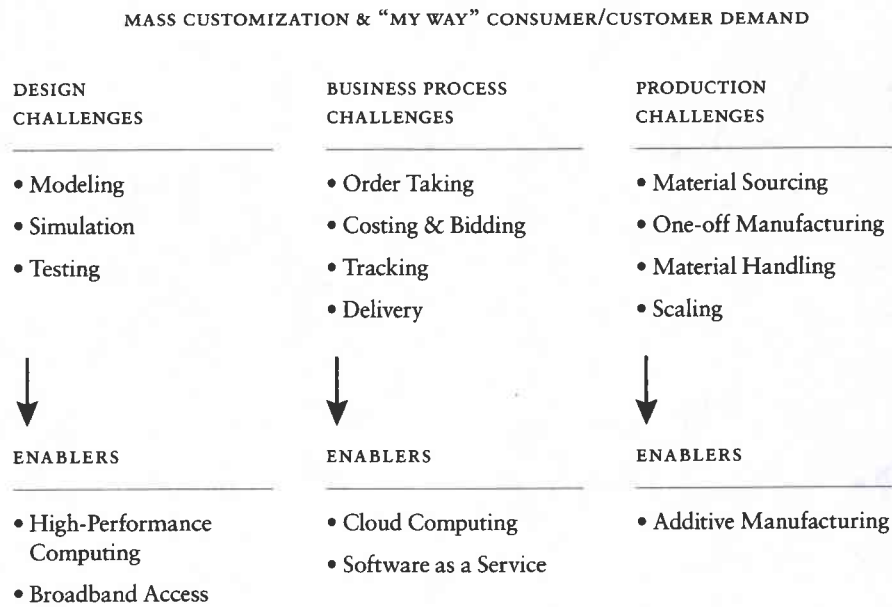 MASS CUSTOMIZATION & “MY WAY” CONSUMER/CUSTOMER DEMAND
DESIGN
CHALLENGES
• Modeling
• Simulation
• Testing
ENABLERS
• High-Performance
Computing
• Broadband Access
BUSINESS PROCESS
CHALLENGES
• Order Taking
• Costing & Bidding
• Tracking
• Delivery
ENABLERS
• Cloud Computing
• Software as a Service
PRODUCTION
CHALLENGES
• Material Sourcing
• One-off Manufacturing
• Material Handling
• Scaling
ENABLERS
• Additive Manufacturing